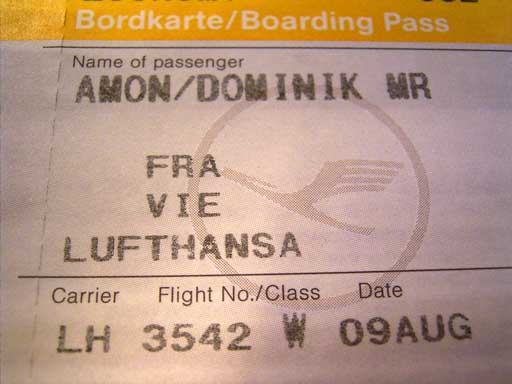 Bordkarte/Boarding Pass
Name of passenger
AMON/DOMINIK MR
FRA
VIE
LUFTHANSA
Carrier Flight No./Class Date
LH 3542 W 09AUG